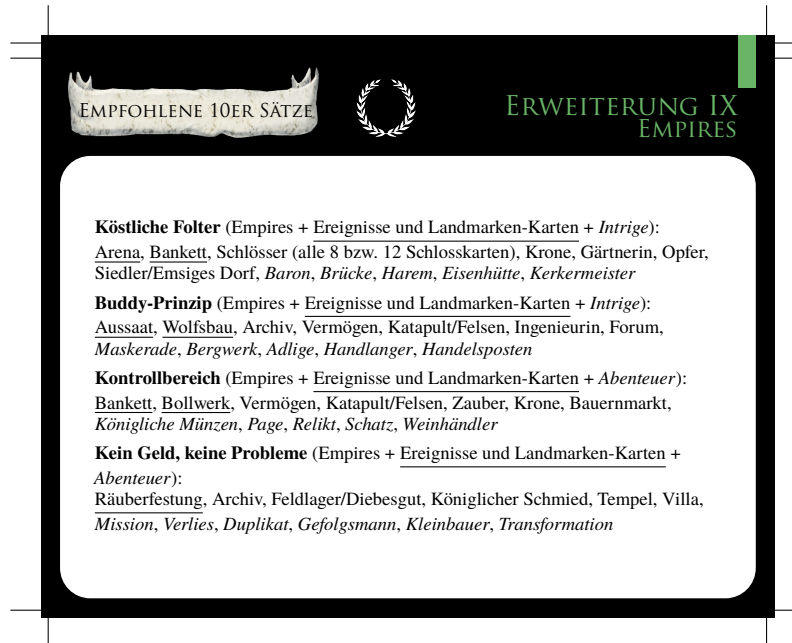 Empfohlene 10er Sätze
Erweiterung IX
Empires
Köstliche Folter (Empires + Ereignisse und Landmarken-Karten + Intrige):
Arena, Bankett, Schlösser (alle 8 bzw. 12 Schlosskarten), Krone, Gärtnerin, Opfer,
Siedler/Emsiges Dorf, Baron, Brücke, Harem, Eisenhütte, Kerkermeister
Buddy-Prinzip (Empires + Ereignisse und Landmarken-Karten + Intrige):
Aussaat, Wolfsbau, Archiv, Vermögen, Katapult/Felsen, Ingenieurin, Forum,
Maskerade, Bergwerk, Adlige, Handlanger, Handelsposten
Kontrollbereich (Empires + Ereignisse und Landmarken-Karten + Abenteuer):
Bankett, Bollwerk, Vermögen, Katapult/Felsen, Zauber, Krone, Bauernmarkt,
Königliche Münzen, Page, Relikt, Schatz, Weinhändler
Kein Geld, keine Probleme (Empires + Ereignisse und Landmarken-Karten +
Abenteuer):
Räuberfestung, Archiv, Feldlager/Diebesgut, Königlicher Schmied, Tempel, Villa,
Mission, Verlies, Duplikat, Gefolgsmann, Kleinbauer, Transformation